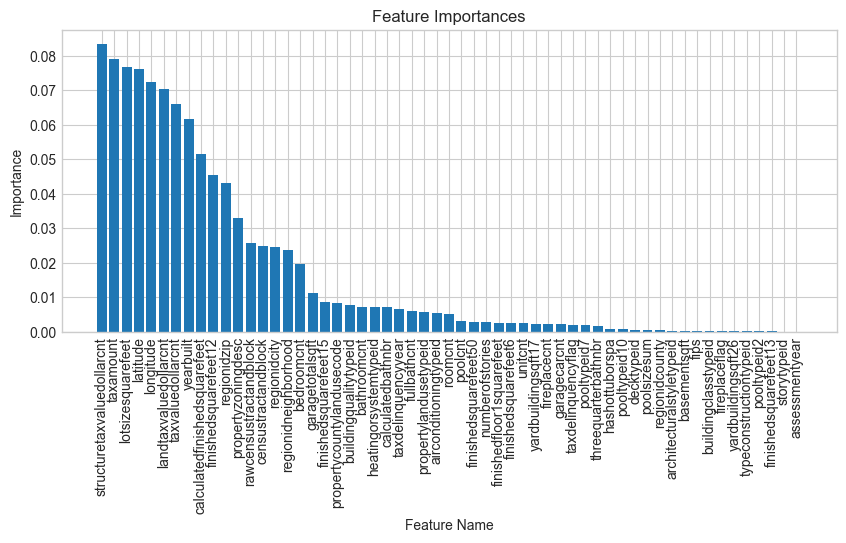 Feature Importances
Importance
0.08
0.07
0.06
0.05
0.04
0.03
0.02
0.01
0.00
structuretaxvaluedollarcnt
taxamount
lotsizesquarefeet
latitude
longitude
landtaxvaluedollarcnt
taxvaluedollarcnt
yearbuilt
calculatedfinishedsquarefeet
finishedsquarefeet12
regionidzip
propertyzoningdesc
rawcensustractandblock
censustractandblock
regionidcity
regionidneighborhood
bedroomcnt
garagetotalsqft
finishedsquarefeet15
propertycountylandusecode
buildingqualitytypeid
bathroomcnt
heatingorsystemtypeid
calculatedbathnbr
taxdelinquencyyear
fullbathcnt
propertylandusetypeid
airconditioningtypeid
roomcnt
poolcnt
finishedsquarefeet50
numberofstories
finishedfloor1squarefeet
finishedsquarefeet6
unitcnt
yardbuildingsqft17
fireplacecnt
garagecarcnt
taxdelinquencyflag
pooltypeid7
threequarterbathnbr
hashottuborspa
pooltypeid10
decktypeid
poolsizesum
regionidcounty
architecturalstyletypeid
basementsqft
fips
buildingclasstypeid
fireplaceflag
yardbuildingsqft26
typeconstructiontypeid
pooltypeid2
finishedsquarefeet13
storytypeid
assessmentyear
Feature Name